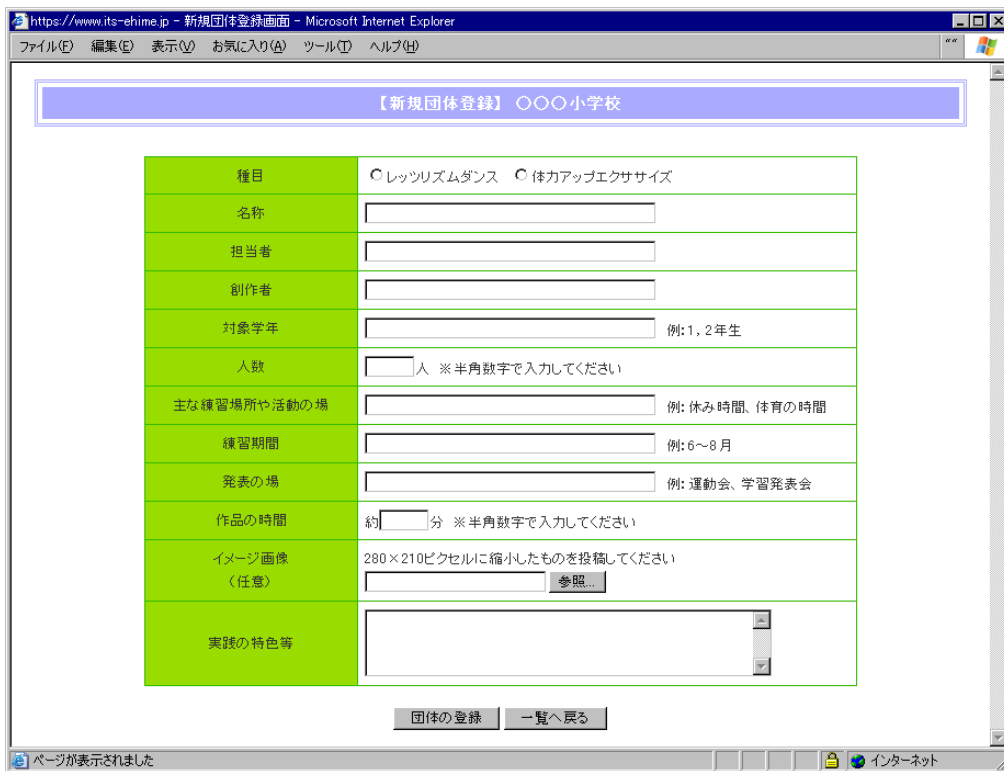 https://www.its-ehime.jp - 新規団体登録画面 - Microsoft Internet Explorer
ファイル(F) 編集(E) 表示(V) お気に入り(A) ツール(T) ヘルプ(H)
【新規団体登録】 ○○○小学校
種目 レッツリズムダンス 体力アップエクササイズ
名称
担当者
創作者
対象学年 例:1,2年生
人数 人 ※半角数字で入力してください
主な練習場所や活動の場 例:休み時間、体育の時間
練習期間 例:6～8月
発表の場 例:運動会、学習発表会
作品の時間 約 分 ※半角数字で入力してください
イメージ画像 280×210ピクセルに縮小したものを投稿してください
(任意) 参照...
実践の特色等
団体の登録 一覧へ戻る
ページが表示されました インターネット